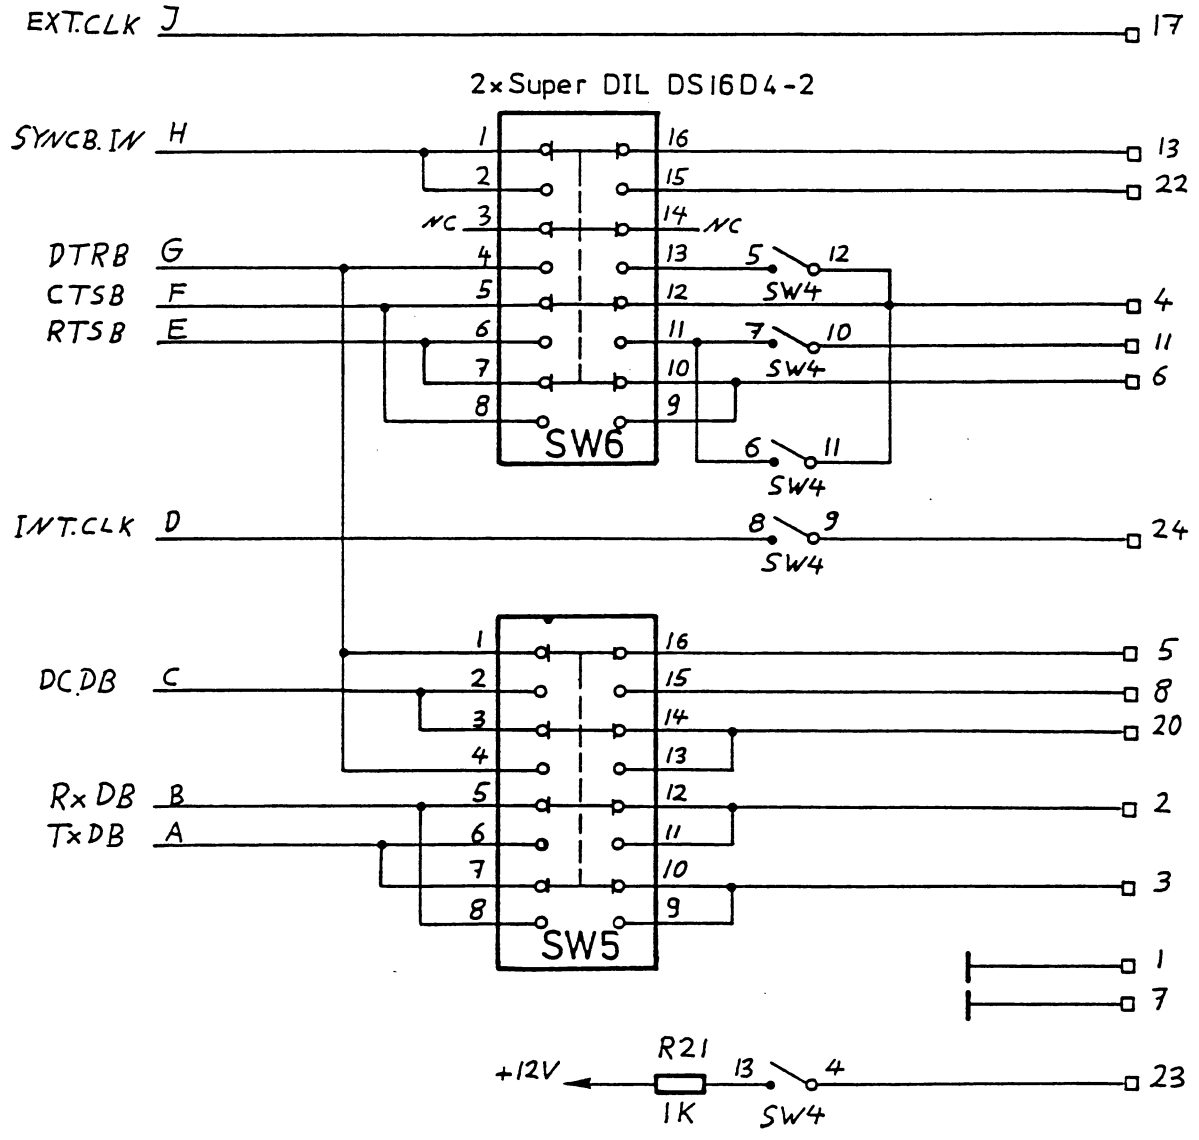 EXT.CLK J 17
2xSuper DIL DS16D4-2
SYNCB.IN H 1 16 13
2 15 22
NC 3 14 NC
DTRB G 4 13 5 12
SW4
CTSB F 5 12 4
RTSB E 6 11 7 10 11
SW4
7 10 6
8 9
SW6
6 11
SW4
INT.CLK D 8 9 24
SW4
1 16 5
DC.DB C 2 15 8
3 14 20
4 13
RxDB B 5 12 2
TxDB A 6 11
7 10 3
8 9
SW5
1
7
R21
+12V 13 4 23
1K SW4